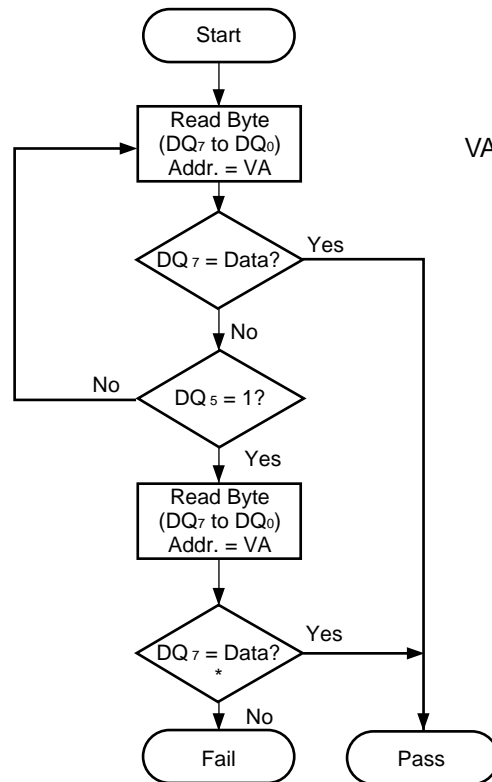 Start
Read Byte
(DQ7 to DQ0)
Addr. = VA
VA
DQ7 = Data?
Yes
No
DQ5 = 1?
No
Yes
Read Byte
(DQ7 to DQ0)
Addr. = VA
DQ7 = Data?
*
Yes
No
Fail
Pass